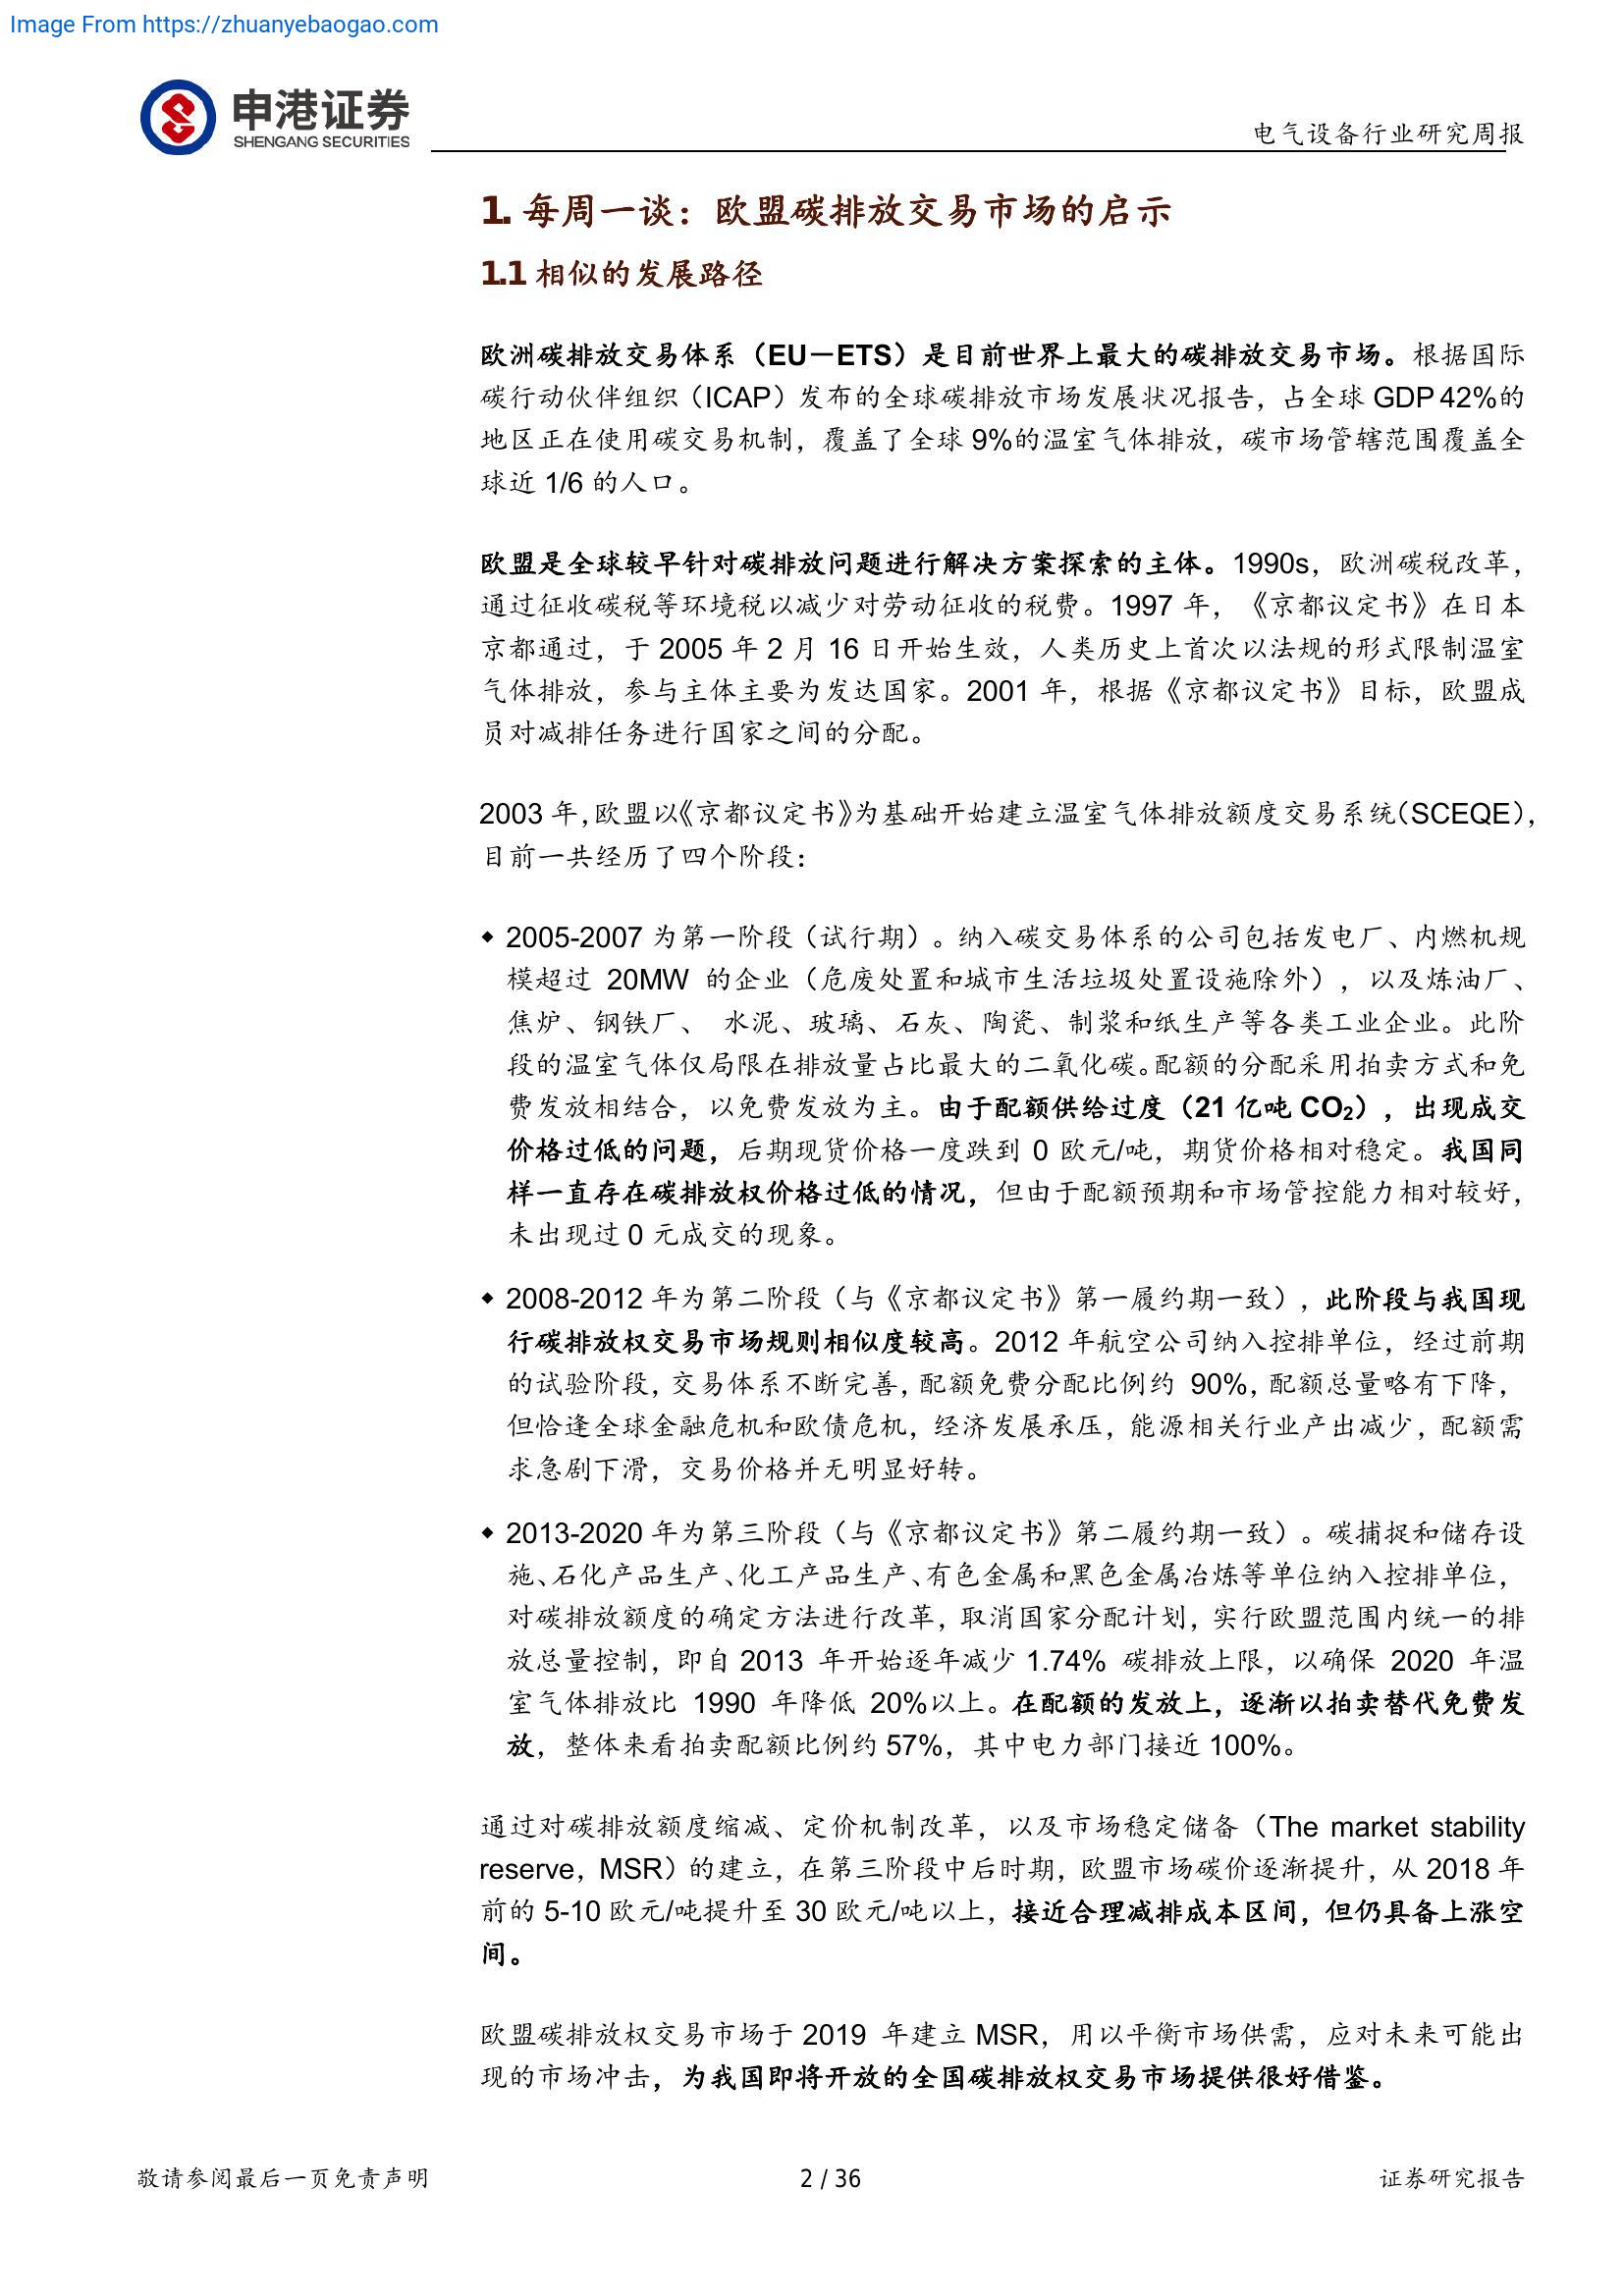 Image From https://zhuanyebaogao.com
申港证券
SHENGANG SECURITIES
电气设备行业研究周报
1. 每周一谈：欧盟碳排放交易市场的启示
1.1 相似的发展路径
欧洲碳排放交易体系（EU－ETS）是目前世界上最大的碳排放交易市场。根据国际
碳行动伙伴组织（ICAP）发布的全球碳排放市场发展状况报告，占全球 GDP 42%的
地区正在使用碳交易机制，覆盖了全球 9%的温室气体排放，碳市场管辖范围覆盖全
球近 1/6 的人口。
欧盟是全球较早针对碳排放问题进行解决方案探索的主体。1990s，欧洲碳税改革，
通过征收碳税等环境税以减少对劳动征收的税费。1997 年，《京都议定书》在日本
京都通过，于 2005 年 2 月 16 日开始生效，人类历史上首次以法规的形式限制温室
气体排放，参与主体主要为发达国家。2001 年，根据《京都议定书》目标，欧盟成
员对减排任务进行国家之间的分配。
2003 年，欧盟以《京都议定书》为基础开始建立温室气体排放额度交易系统（SCEQE），
目前一共经历了四个阶段：
◆ 2005-2007 为第一阶段（试行期）。纳入碳交易体系的公司包括发电厂、内燃机规
模超过 20MW 的企业（危废处置和城市生活垃圾处置设施除外），以及炼油厂、
焦炉、钢铁厂、 水泥、玻璃、石灰、陶瓷、制浆和纸生产等各类工业企业。此阶
段的温室气体仅局限在排放量占比最大的二氧化碳。配额的分配采用拍卖方式和免
费发放相结合，以免费发放为主。由于配额供给过度（21 亿吨 CO₂），出现成交
价格过低的问题，后期现货价格一度跌到 0 欧元/吨，期货价格相对稳定。我国同
样一直存在碳排放权价格过低的情况，但由于配额预期和市场管控能力相对较好，
未出现过 0 元成交的现象。
◆ 2008-2012 年为第二阶段（与《京都议定书》第一履约期一致），此阶段与我国现
行碳排放权交易市场规则相似度较高。2012 年航空公司纳入控排单位，经过前期
的试验阶段，交易体系不断完善，配额免费分配比例约 90%，配额总量略有下降，
但恰逢全球金融危机和欧债危机，经济发展承压，能源相关行业产出减少，配额需
求急剧下滑，交易价格并无明显好转。
◆ 2013-2020 年为第三阶段（与《京都议定书》第二履约期一致）。碳捕捉和储存设
施、石化产品生产、化工产品生产、有色金属和黑色金属冶炼等单位纳入控排单位，
对碳排放额度的确定方法进行改革，取消国家分配计划，实行欧盟范围内统一的排
放总量控制，即自 2013 年开始逐年减少 1.74% 碳排放上限，以确保 2020 年温
室气体排放比 1990 年降低 20%以上。在配额的发放上，逐渐以拍卖替代免费发
放，整体来看拍卖配额比例约 57%，其中电力部门接近 100%。
通过对碳排放额度缩减、定价机制改革，以及市场稳定储备（The market stability
reserve，MSR）的建立，在第三阶段中后时期，欧盟市场碳价逐渐提升，从 2018 年
前的 5-10 欧元/吨提升至 30 欧元/吨以上，接近合理减排成本区间，但仍具备上涨空
间。
欧盟碳排放权交易市场于 2019 年建立 MSR，用以平衡市场供需，应对未来可能出
现的市场冲击，为我国即将开放的全国碳排放权交易市场提供很好借鉴。
敬请参阅最后一页免责声明
2 / 36
证券研究报告